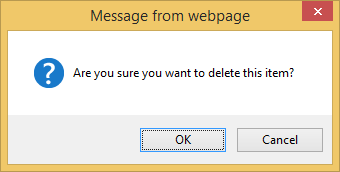 Message from webpage
Are you sure you want to delete this item?
OK
Cancel